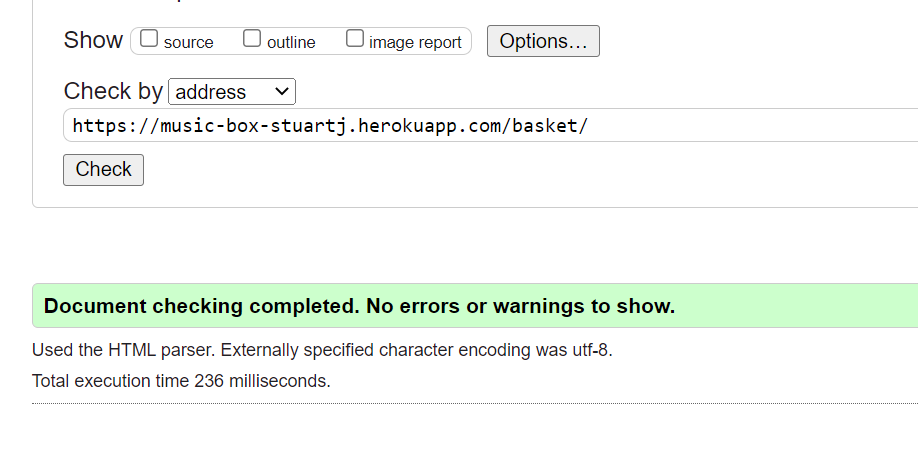 Show source outline image report Options...
Check by address
https://music-box-stuartj.herokuapp.com/basket/
Check
Document checking completed. No errors or warnings to show.
Used the HTML parser. Externally specified character encoding was utf-8.
Total execution time 236 milliseconds.